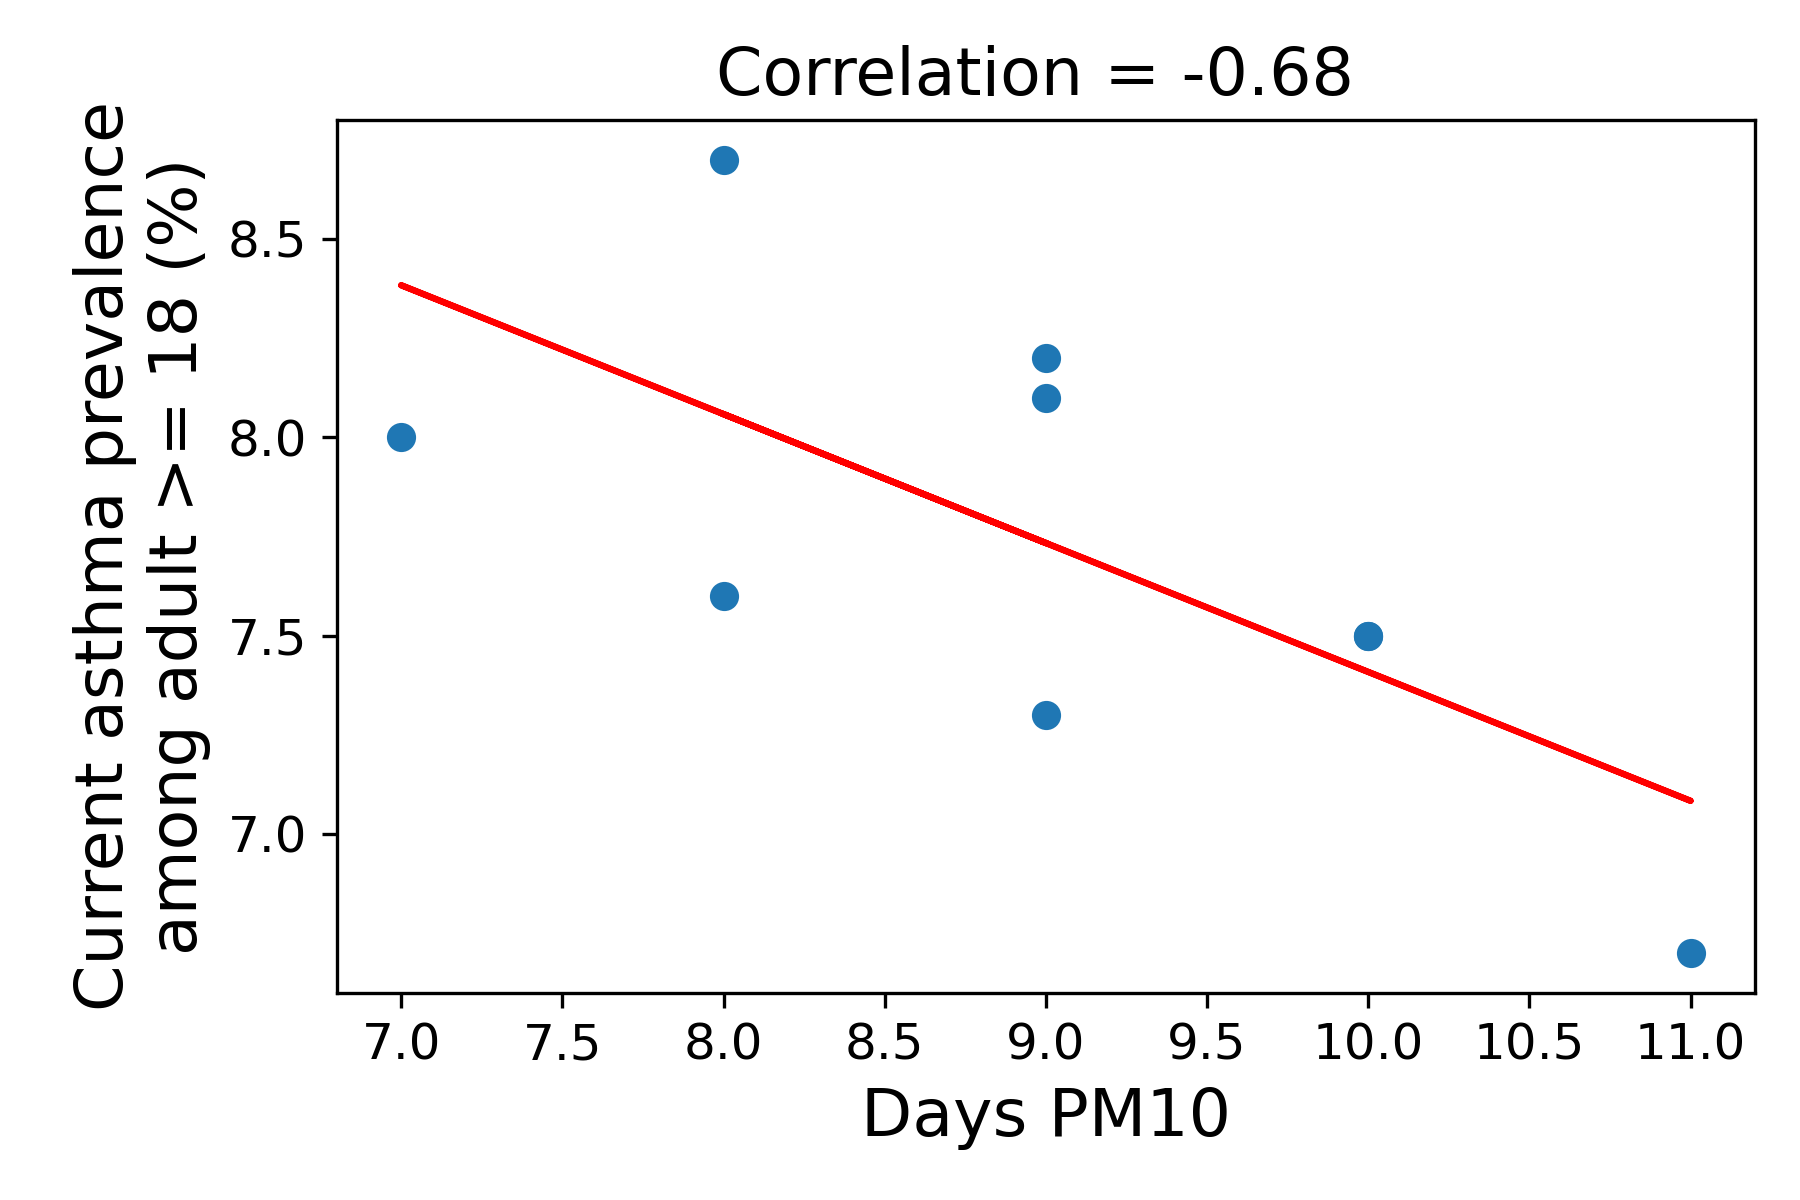 Correlation = -0.68
Current asthma prevalence
among adult >= 18 (%)
8.5
8.0
7.5
7.0
7.0 7.5 8.0 8.5 9.0 9.5 10.0 10.5 11.0
Days PM10